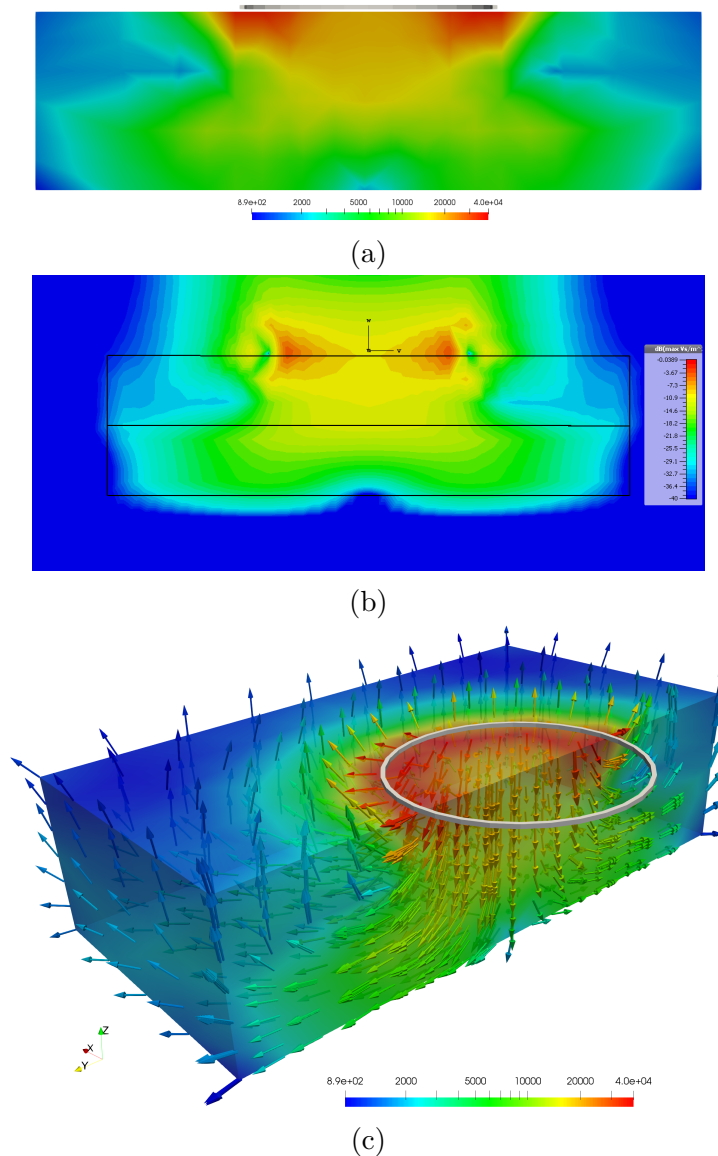 8.9e+02 2000 5000 10000 20000 4.0e+04
(a)
w
v
dB(max Vs/m
-0.0389
-3.67
-7.3
-10.9
-14.6
-18.2
-21.8
-25.5
-29.1
-32.7
-36.4
-40
(b)
Z
X
Y
8.9e+02 2000 5000 10000 20000 4.0e+04
(c)